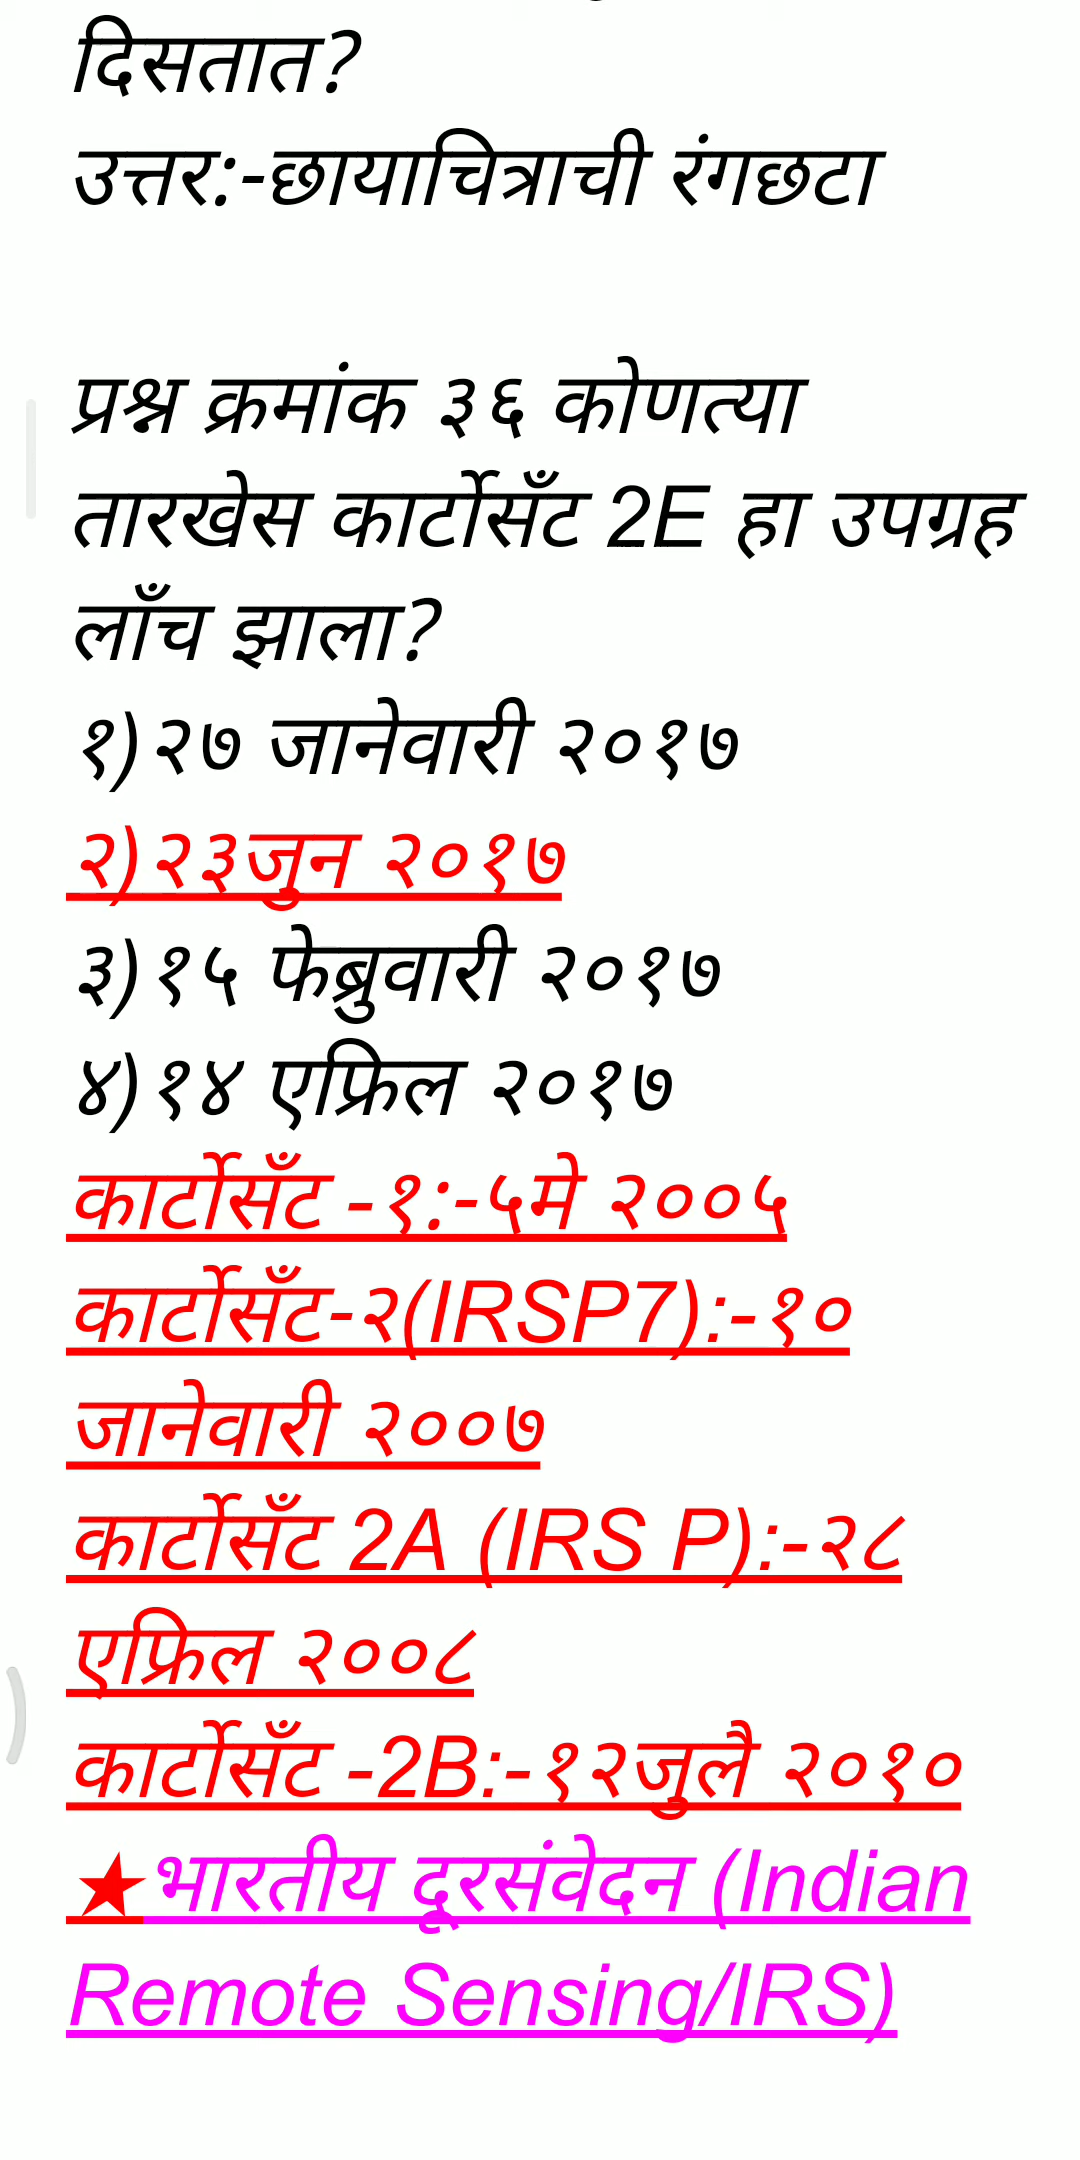 दिसतात?
उत्तर:-छायाचित्राची रंगछटा
प्रश्न क्रमांक ३६ कोणत्या
तारखेस कार्टोसँट 2E हा उपग्रह
लाँच झाला?
१)२७ जानेवारी २०१७
२)२३जुन २०१७
३)१५ फेब्रुवारी २०१७
४)१४ एप्रिल २०१७
कार्टोसँट -१:-५मे २००५
कार्टोसँट-२(IRSP7):-१०
जानेवारी २००७
कार्टोसँट 2A (IRS P):-२८
एप्रिल २००८
कार्टोसँट -2B:-१२जुलै २०१०
★भारतीय दूरसंवेदन (Indian
Remote Sensing/IRS)